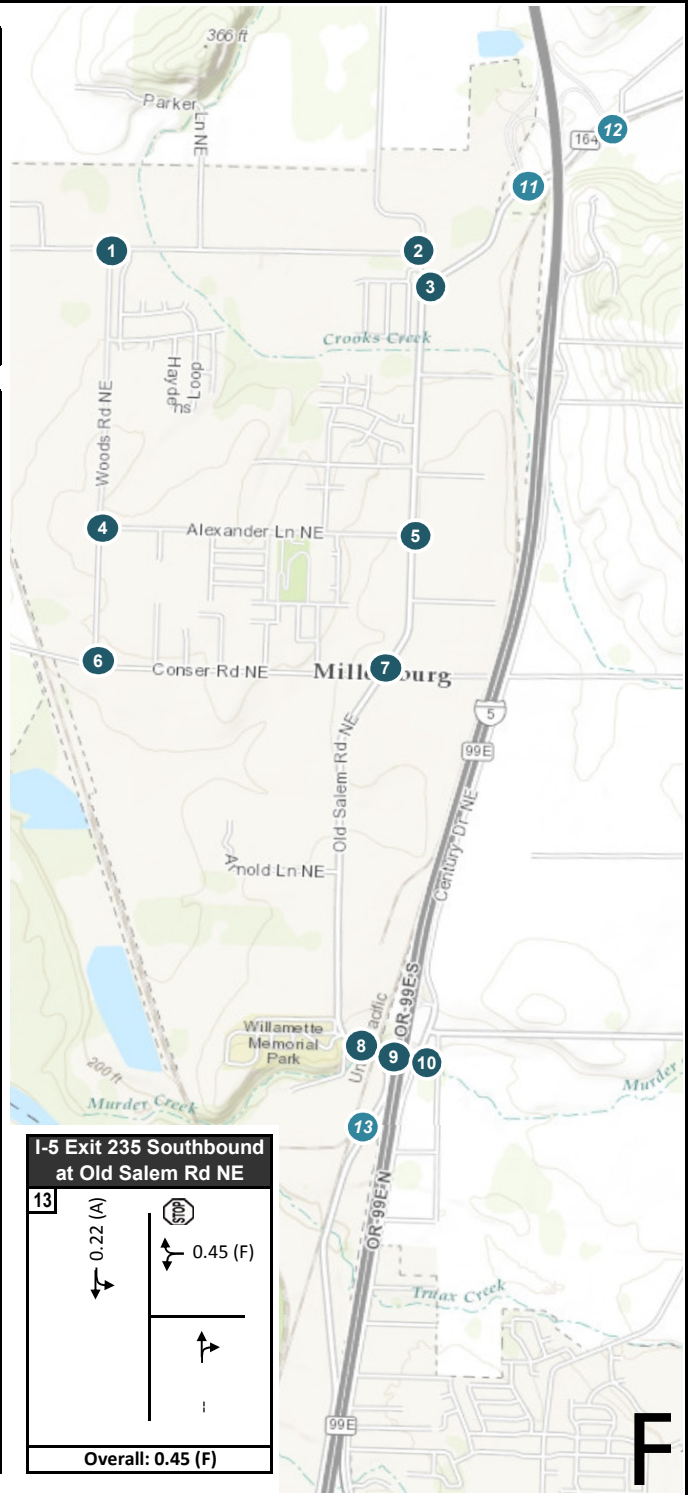 366 ft
Parker Ln NE
12
164
11
1
2
3
Crooks Creek
Hayden
Loop
Woods Rd NE
4
Alexander Ln NE
5
6
Conser Rd NE
7
5
99E
Old Salem Rd NE
Century Dr NE
Arnold Ln NE
OR-99E S
Willamette
Memorial
Park
8
9
10
200 ft
Murder Creek
Murder
13
OR-99E N
I-5 Exit 235 Southbound
at Old Salem Rd NE
13
0.22 (A)
STOP
0.45 (F)
Overall: 0.45 (F)
Truax Creek
99E
F